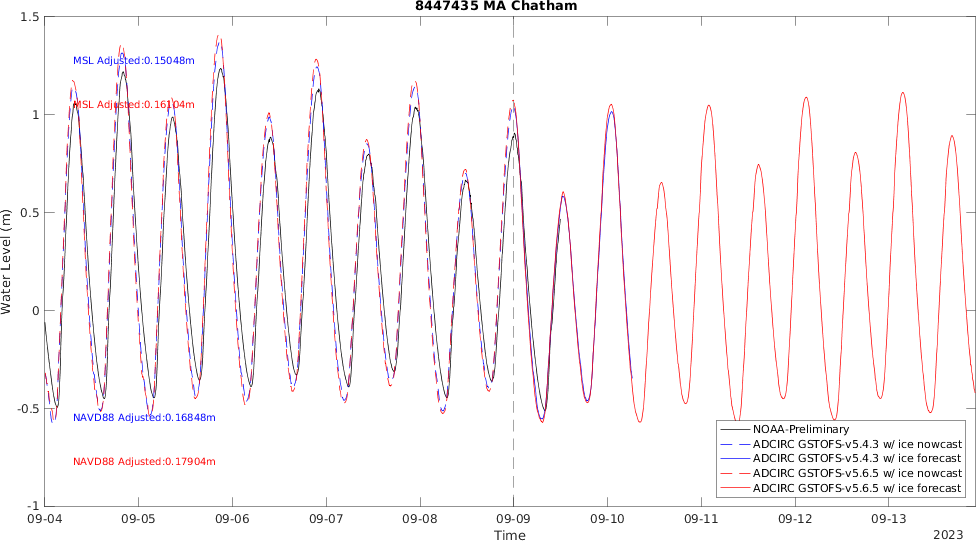 8447435 MA Chatham
1.5
1
0.5
0
-0.5
-1
Water Level (m)
MSL Adjusted:0.15048m
MSL Adjusted:0.16104m
NAVD88 Adjusted:0.16848m
NAVD88 Adjusted:0.17904m
NOAA-Preliminary
ADCIRC GSTOFS-v5.4.3 w/ ice nowcast
ADCIRC GSTOFS-v5.4.3 w/ ice forecast
ADCIRC GSTOFS-v5.6.5 w/ ice nowcast
ADCIRC GSTOFS-v5.6.5 w/ ice forecast
09-04 09-05 09-06 09-07 09-08 09-09 09-10 09-11 09-12 09-13
Time
2023